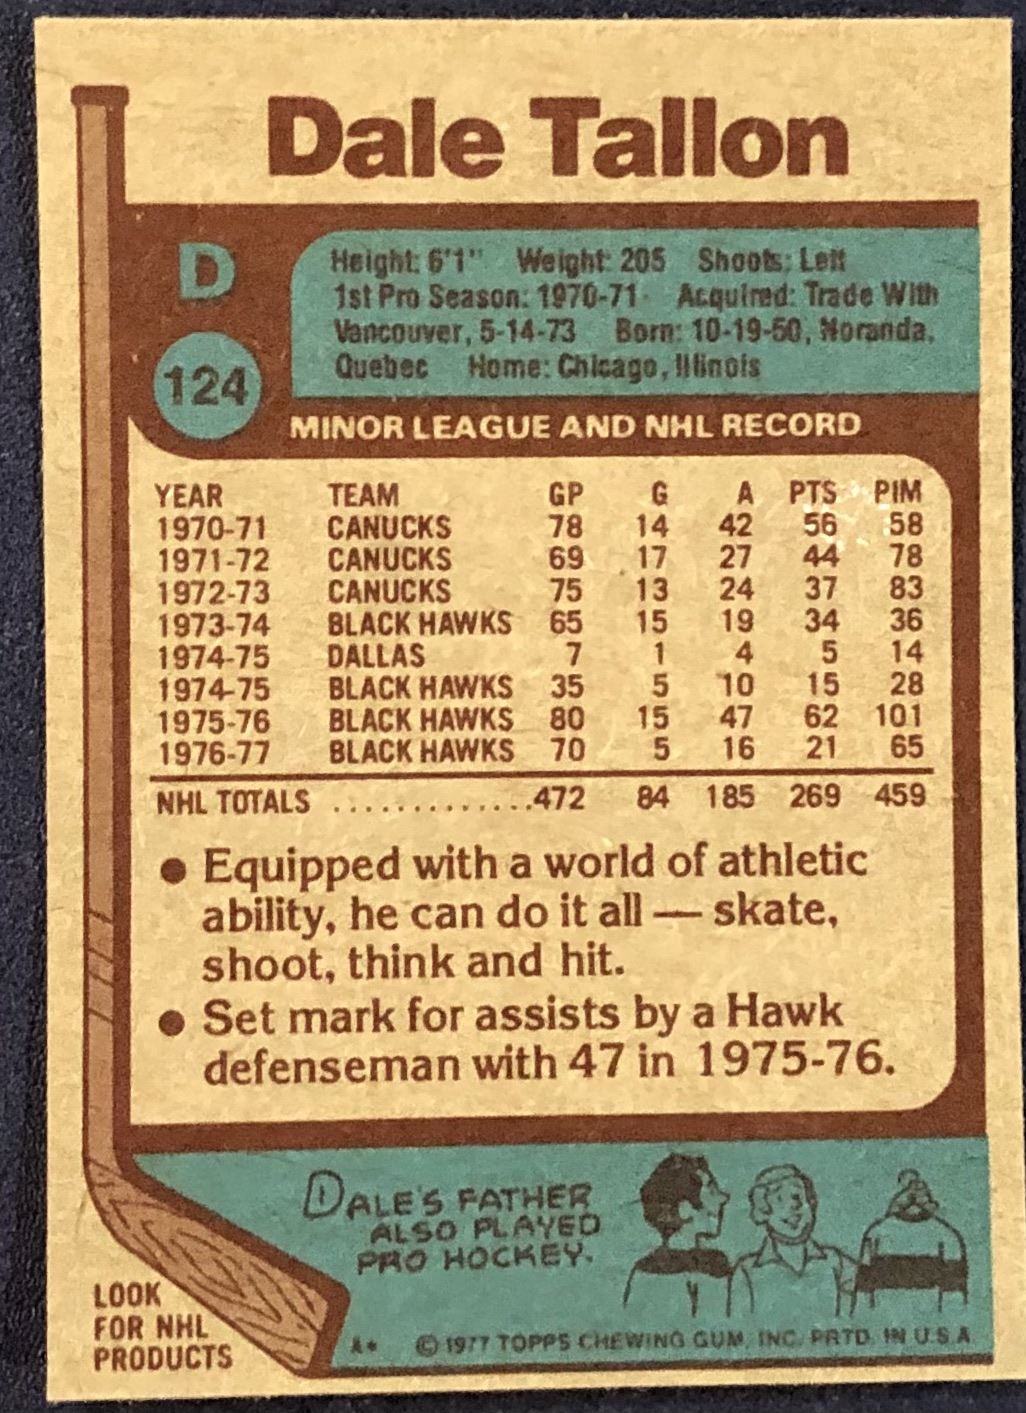 Dale Tallon
D
124
Height: 6'1" Weight: 205 Shoots: Left
1st Pro Season: 1970-71 Acquired: Trade With
Vancouver, 5-14-73 Born: 10-19-50, Noranda,
Quebec Home: Chicago, Illinois
MINOR LEAGUE AND NHL RECORD
YEAR TEAM GP G A PTS PIM
1970-71 CANUCKS 78 14 42 56 58
1971-72 CANUCKS 69 17 27 44 78
1972-73 CANUCKS 75 13 24 37 83
1973-74 BLACK HAWKS 65 15 19 34 36
1974-75 DALLAS 7 1 4 5 14
1974-75 BLACK HAWKS 35 5 10 15 28
1975-76 BLACK HAWKS 80 15 47 62 101
1976-77 BLACK HAWKS 70 5 16 21 65
NHL TOTALS .............472 84 185 269 459
● Equipped with a world of athletic
ability, he can do it all — skate,
shoot, think and hit.
● Set mark for assists by a Hawk
defenseman with 47 in 1975-76.
DALE'S FATHER
ALSO PLAYED
PRO HOCKEY.
LOOK
FOR NHL
PRODUCTS
A* © 1977 TOPPS CHEWING GUM, INC. PRTD. IN U.S.A.